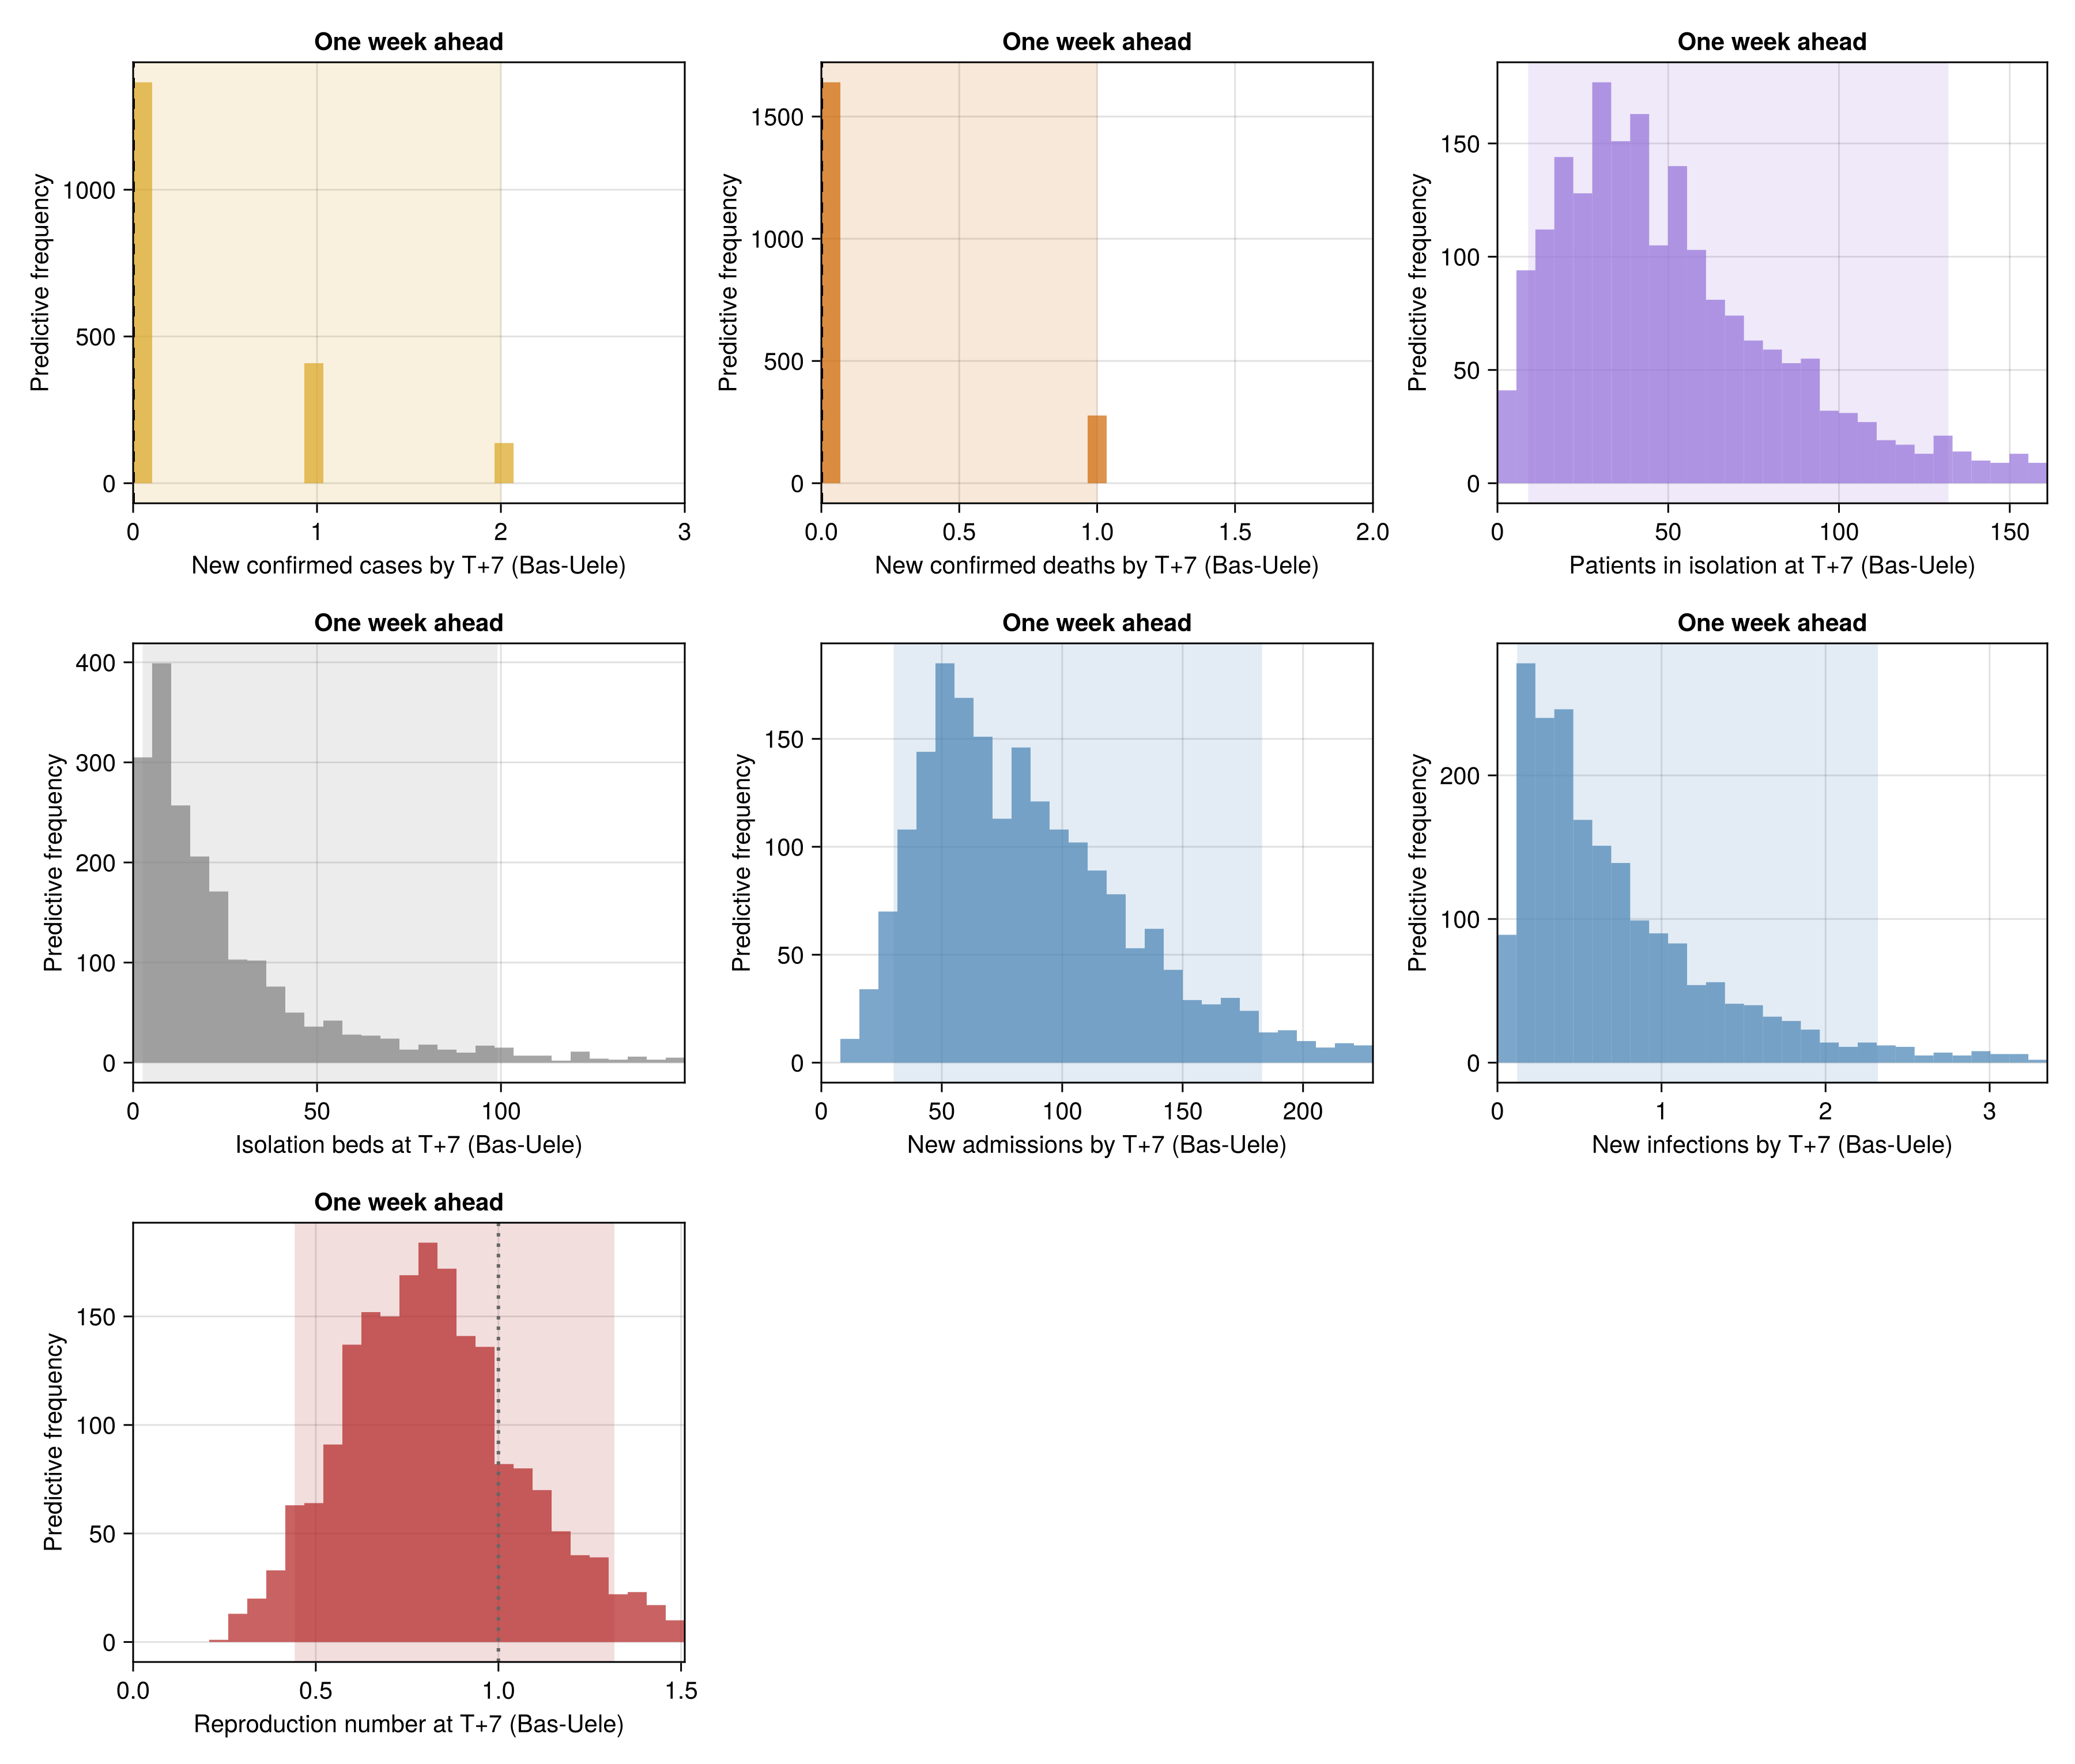 One week ahead
Predictive frequency
1000
500
0
0 1 2 3
New confirmed cases by T+7 (Bas-Uele)
One week ahead
Predictive frequency
1500
1000
500
0
0.0 0.5 1.0 1.5 2.0
New confirmed deaths by T+7 (Bas-Uele)
One week ahead
Predictive frequency
150
100
50
0
0 50 100 150
Patients in isolation at T+7 (Bas-Uele)
One week ahead
Predictive frequency
400
300
200
100
0
0 50 100
Isolation beds at T+7 (Bas-Uele)
One week ahead
Predictive frequency
150
100
50
0
0 50 100 150 200
New admissions by T+7 (Bas-Uele)
One week ahead
Predictive frequency
200
100
0
0 1 2 3
New infections by T+7 (Bas-Uele)
One week ahead
Predictive frequency
150
100
50
0
0.0 0.5 1.0 1.5
Reproduction number at T+7 (Bas-Uele)